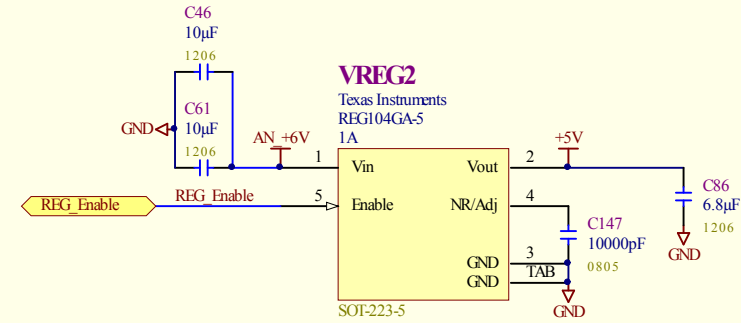 C46
10µF
1206
C61
10µF
1206
GND
AN_+6V
VREG2
Texas Instruments
REG104GA-5
1A
1
Vin
Vout
2
+5V
REG_Enable
REG_Enable
5
Enable
NR/Adj
4
C86
6.8µF
1206
GND
C147
10000pF
0805
GND
3
GND
TAB
GND
SOT-223-5